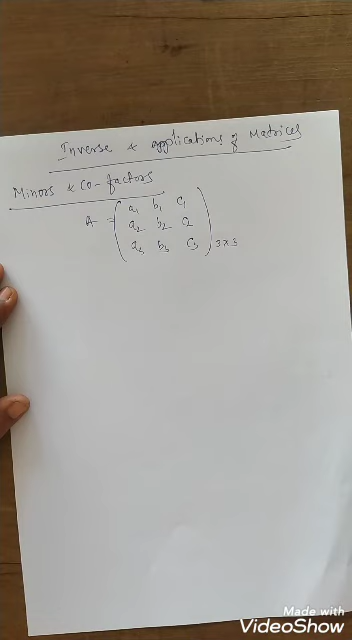 Inverse & applications of Matrices
Minors & Co-factors
A = ( a₁ b₁ c₁
a₂ b₂ c₂
a₃ b₃ c₃ ) 3×3
Made with
VideoShow